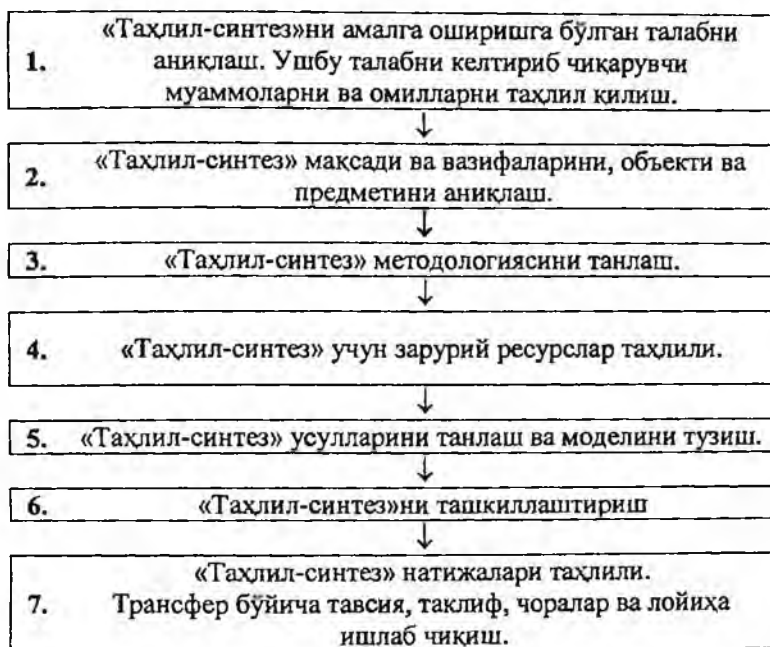 «Таҳлил-синтез»ни амалга оширишга бўлган талабни
1. аниқлаш. Ушбу талабни келтириб чиқарувчи
муаммоларни ва омилларни таҳлил қилиш.
↓
«Таҳлил-синтез» мақсади ва вазифаларини, объекти ва
2. предметини аниқлаш.
↓
3. «Таҳлил-синтез» методологиясини танлаш.
↓
4. «Таҳлил-синтез» учун зарурий ресурслар таҳлили.
↓
5. «Таҳлил-синтез» усулларини танлаш ва моделини тузиш.
↓
6. «Таҳлил-синтез»ни ташкиллаштириш
↓
«Таҳлил-синтез» натижалари таҳлили.
7. Трансфер бўйича тавсия, таклиф, чоралар ва лойиҳа
ишлаб чиқиш.